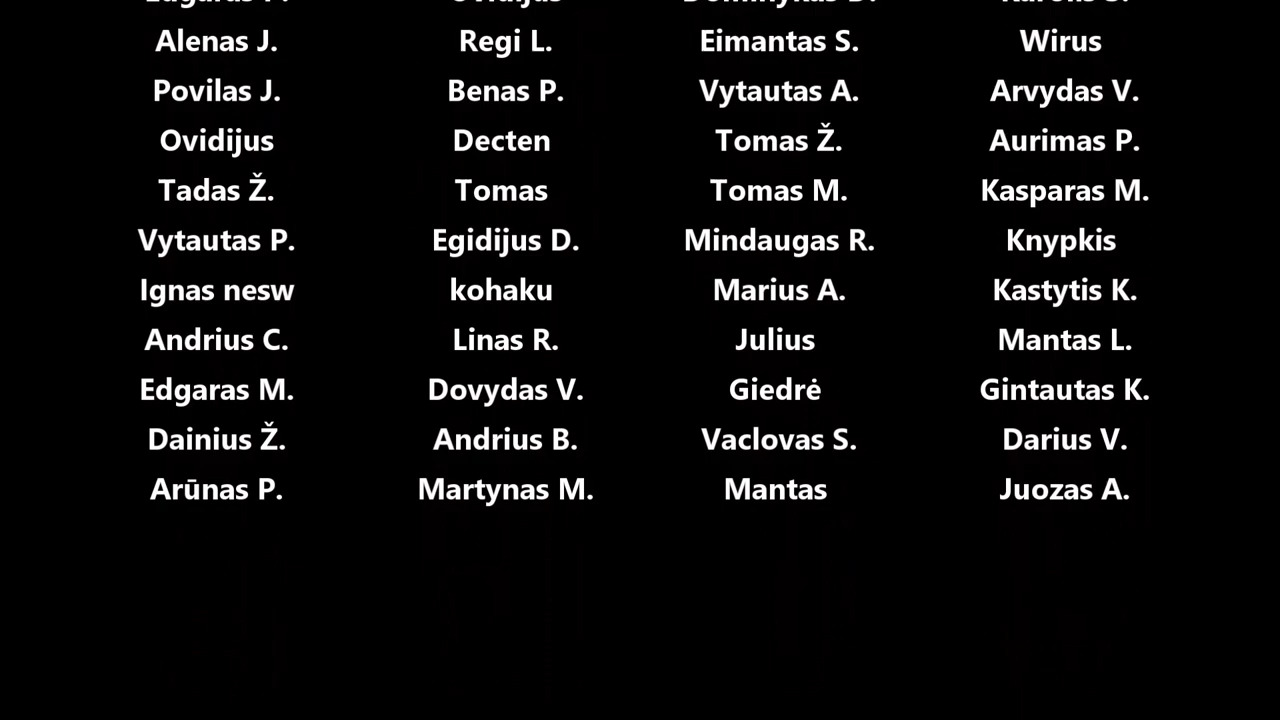 Alenas J. Regi L. Eimantas S. Wirus
Povilas J. Benas P. Vytautas A. Arvydas V.
Ovidijus Decten Tomas Ž. Aurimas P.
Tadas Ž. Tomas Tomas M. Kasparas M.
Vytautas P. Egidijus D. Mindaugas R. Knypkis
Ignas nesw kohaku Marius A. Kastytis K.
Andrius C. Linas R. Julius Mantas L.
Edgaras M. Dovydas V. Giedrė Gintautas K.
Dainius Ž. Andrius B. Vaclovas S. Darius V.
Arūnas P. Martynas M. Mantas Juozas A.